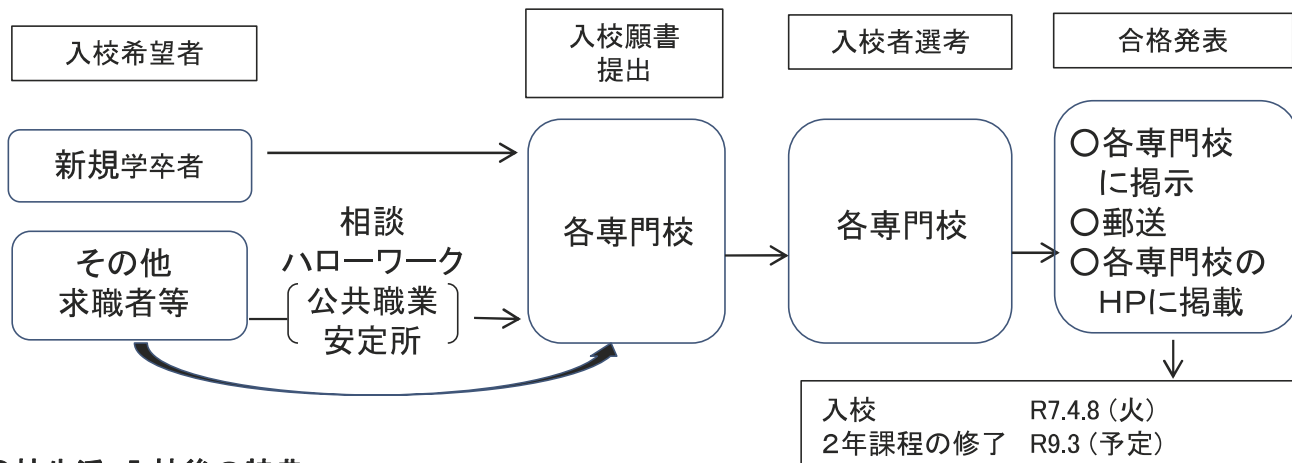 入校希望者
入校願書
提出
入校者選考
合格発表
新規学卒者
その他
求職者等
相談
ハローワーク
公共職業
安定所
各専門校
各専門校
○各専門校
に掲示
○郵送
○各専門校の
HPに掲載
入校 R7.4.8(火)
2年課程の修了 R9.3(予定)